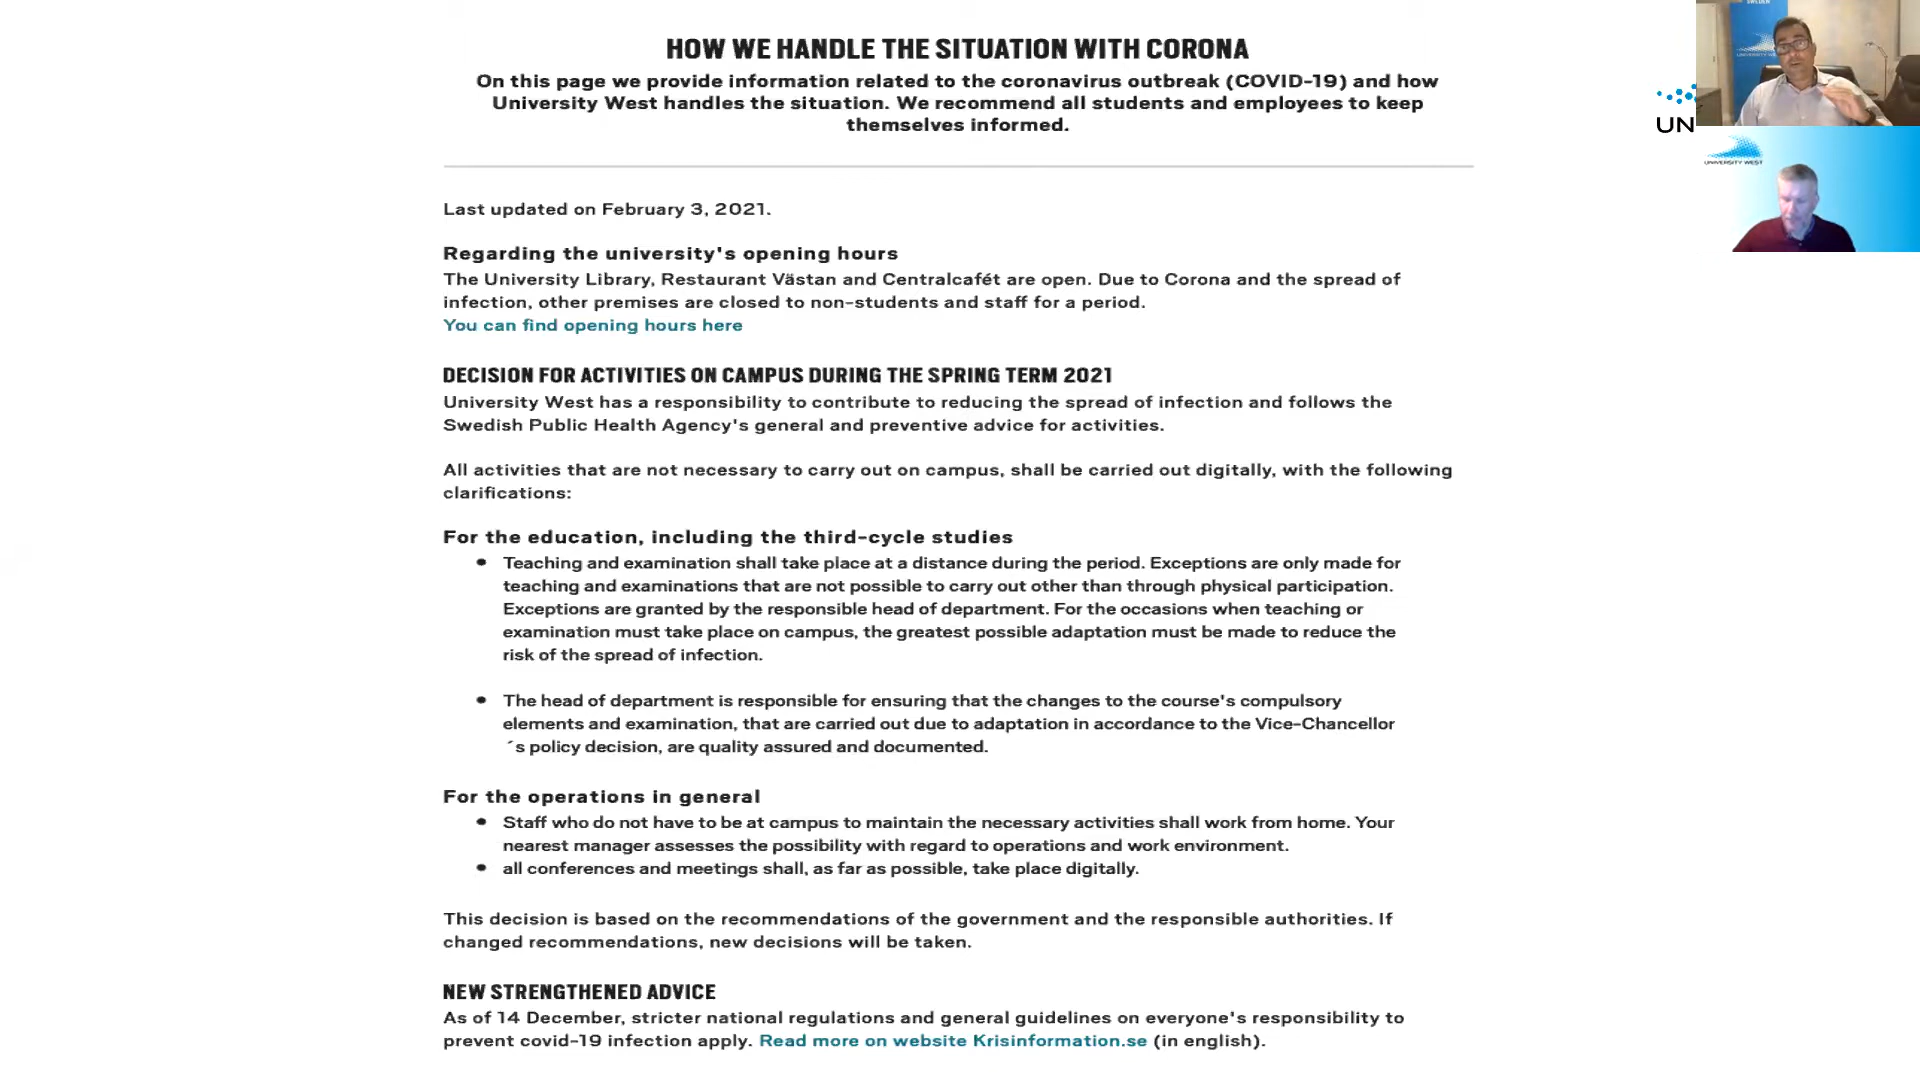 HOW WE HANDLE THE SITUATION WITH CORONA
On this page we provide information related to the coronavirus outbreak (COVID-19) and how
University West handles the situation. We recommend all students and employees to keep
themselves informed.
Last updated on February 3, 2021.
Regarding the university's opening hours
The University Library, Restaurant Västan and Centralcafét are open. Due to Corona and the spread of
infection, other premises are closed to non-students and staff for a period.
You can find opening hours here
DECISION FOR ACTIVITIES ON CAMPUS DURING THE SPRING TERM 2021
University West has a responsibility to contribute to reducing the spread of infection and follows the
Swedish Public Health Agency's general and preventive advice for activities.
All activities that are not necessary to carry out on campus, shall be carried out digitally, with the following
clarifications:
For the education, including the third-cycle studies
• Teaching and examination shall take place at a distance during the period. Exceptions are only made for
teaching and examinations that are not possible to carry out other than through physical participation.
Exceptions are granted by the responsible head of department. For the occasions when teaching or
examination must take place on campus, the greatest possible adaptation must be made to reduce the
risk of the spread of infection.
• The head of department is responsible for ensuring that the changes to the course's compulsory
elements and examination, that are carried out due to adaptation in accordance to the Vice-Chancellor
´s policy decision, are quality assured and documented.
For the operations in general
• Staff who do not have to be at campus to maintain the necessary activities shall work from home. Your
nearest manager assesses the possibility with regard to operations and work environment.
• all conferences and meetings shall, as far as possible, take place digitally.
This decision is based on the recommendations of the government and the responsible authorities. If
changed recommendations, new decisions will be taken.
NEW STRENGTHENED ADVICE
As of 14 December, stricter national regulations and general guidelines on everyone's responsibility to
prevent covid-19 infection apply. Read more on website Krisinformation.se (in english).
SWEDEN
UN
UNIVERSITY WEST